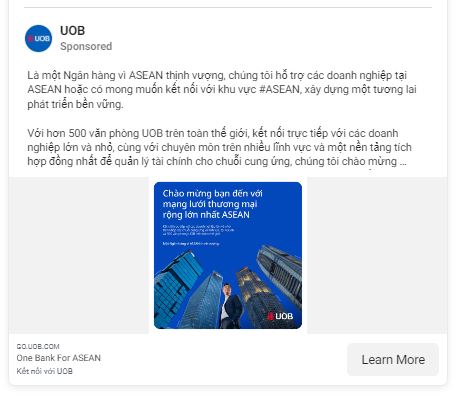 UOB
UOB
Sponsored
Là một Ngân hàng vì ASEAN thịnh vượng, chúng tôi hỗ trợ các doanh nghiệp tại
ASEAN hoặc có mong muốn kết nối với khu vực #ASEAN, xây dựng một tương lai
phát triển bền vững.
Với hơn 500 văn phòng UOB trên toàn thế giới, kết nối trực tiếp với các doanh
nghiệp lớn và nhỏ, cùng với chuyên môn trên nhiều lĩnh vực và một nền tảng tích
hợp đồng nhất để quản lý tài chính cho chuỗi cung ứng, chúng tôi chào mừng ...
Chào mừng bạn đến với
mạng lưới thương mại
rộng lớn nhất ASEAN
UOB
GO.UOB.COM
One Bank For ASEAN
Kết nối với UOB
Learn More